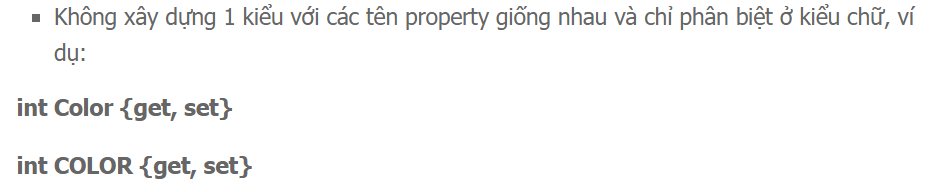 ▪ Không xây dựng 1 kiểu với các tên property giống nhau và chỉ phân biệt ở kiểu chữ, ví
dụ:
int Color {get, set}
int COLOR {get, set}